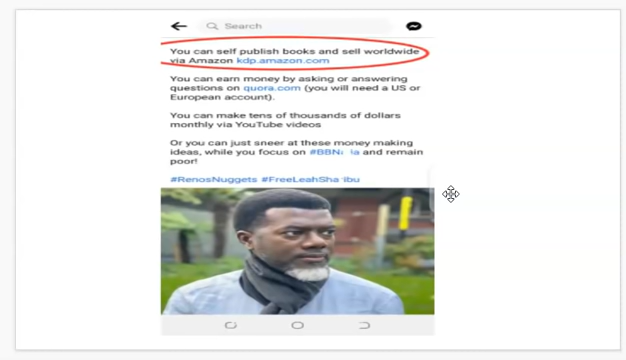 Search
You can self publish books and sell worldwide
via Amazon kdp.amazon.com
You can earn money by asking or answering
questions on quora.com (you will need a US or
European account).
You can make tens of thousands of dollars
monthly via YouTube videos
Or you can just sneer at these money making
ideas, while you focus on and remain
poor!
#RenosNuggets